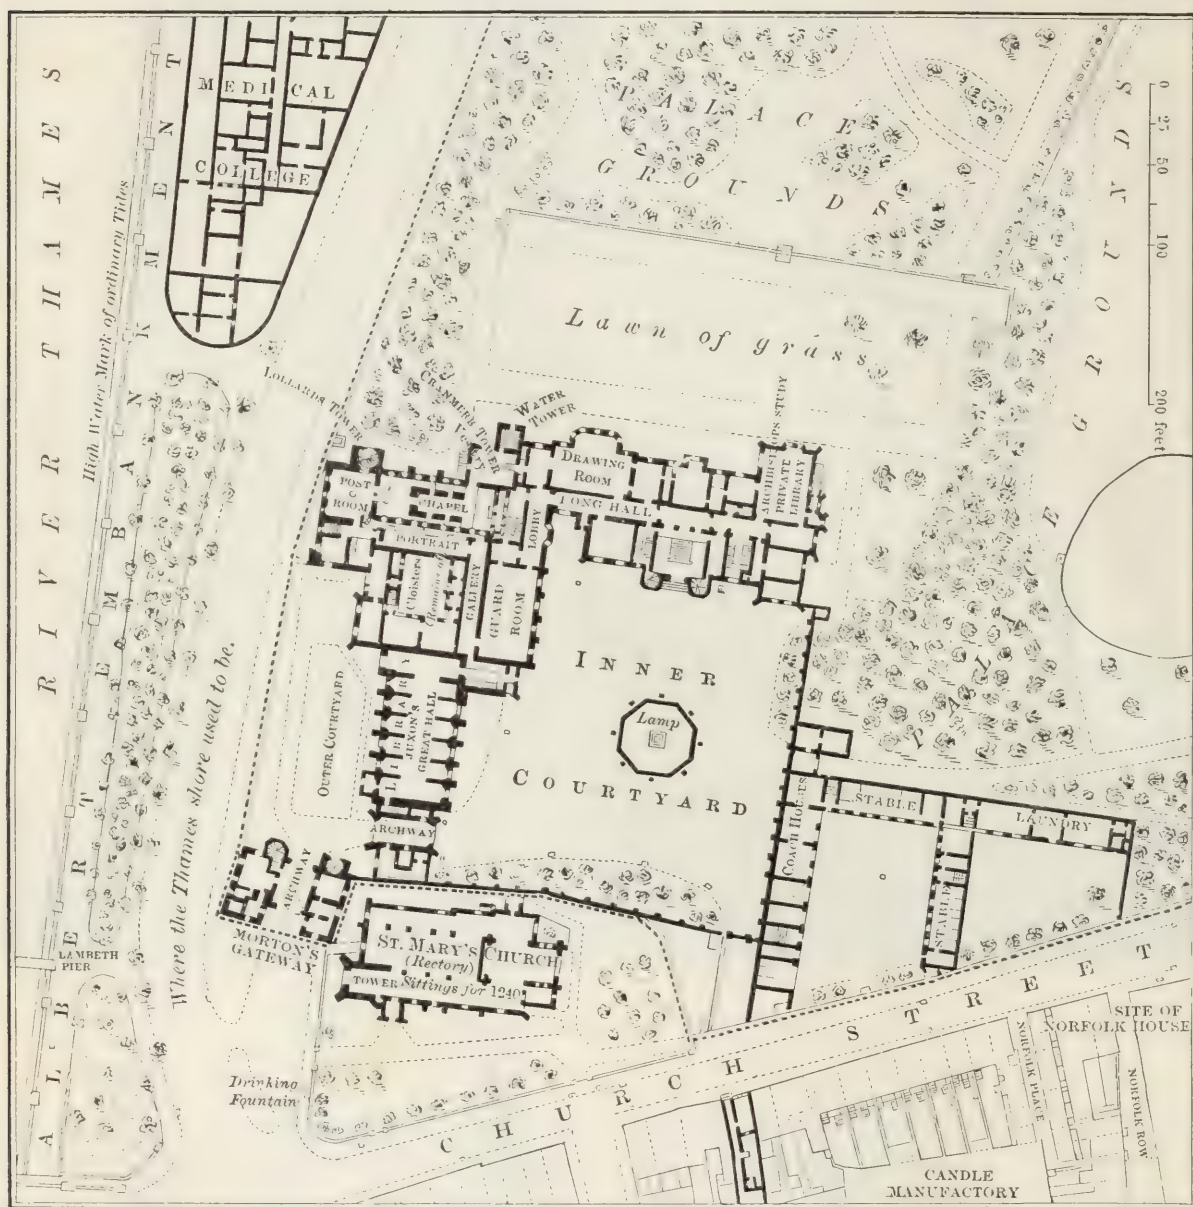 RIVER THAMES
High Water Mark of ordinary Tides
ALBERT EMBANKMENT
MEDICAL
COLLEGE
PALACE
GROUNDS
PALACE GROUNDS
0
25
50
100
200 feet
Lawn of grass
LOLLARDS TOWER
CRANMER'S TOWER
VESTRY
WATER
TOWER
POST
ROOM
CHAPEL
DRAWING
ROOM
LONG HALL
LOBBY
ARCHBISHOPS STUDY
PRIVATE
LIBRARY
PORTRAIT
GALLERY
Cloisters
Remains of
GUARD
ROOM
Where the Thames shore used to be.
OUTER COURTYARD
LIBRARY
JUXON'S
GREAT HALL
INNER
COURTYARD
Lamp
ARCHWAY
COACH HOUSES
STABLE
LAUNDRY
STABLE
ARCHWAY
MORTON'S
GATEWAY
LAMBETH
PIER
ST. MARY'S CHURCH
(Rectory)
TOWER Sittings for 1240
Drinking
Fountain
CHURCH STREET
SITE OF
NORFOLK HOUSE
NORFOLK PLACE
NORFOLK ROW
CANDLE
MANUFACTORY